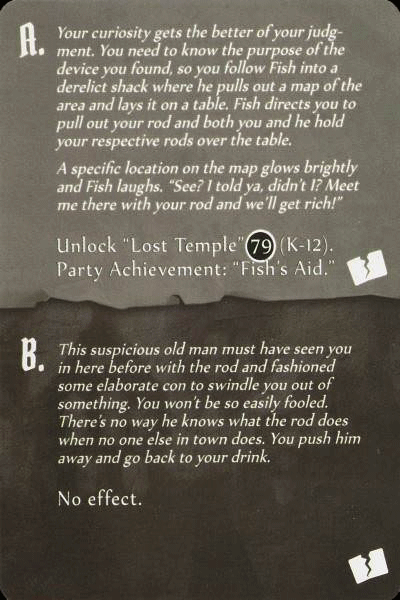 A. Your curiosity gets the better of your judg-
ment. You need to know the purpose of the
device you found, so you follow Fish into a
derelict shack where he pulls out a map of the
area and lays it on a table. Fish directs you to
pull out your rod and both you and he hold
your respective rods over the table.
A specific location on the map glows brightly
and Fish laughs. “See? I told ya, didn’t I? Meet
me there with your rod and we’ll get rich!”
Unlock “Lost Temple” 79 (K-12).
Party Achievement: “Fish’s Aid.”
B. This suspicious old man must have seen you
in here before with the rod and fashioned
some elaborate con to swindle you out of
something. You won’t be so easily fooled.
There’s no way he knows what the rod does
when no one else in town does. You push him
away and go back to your drink.
No effect.